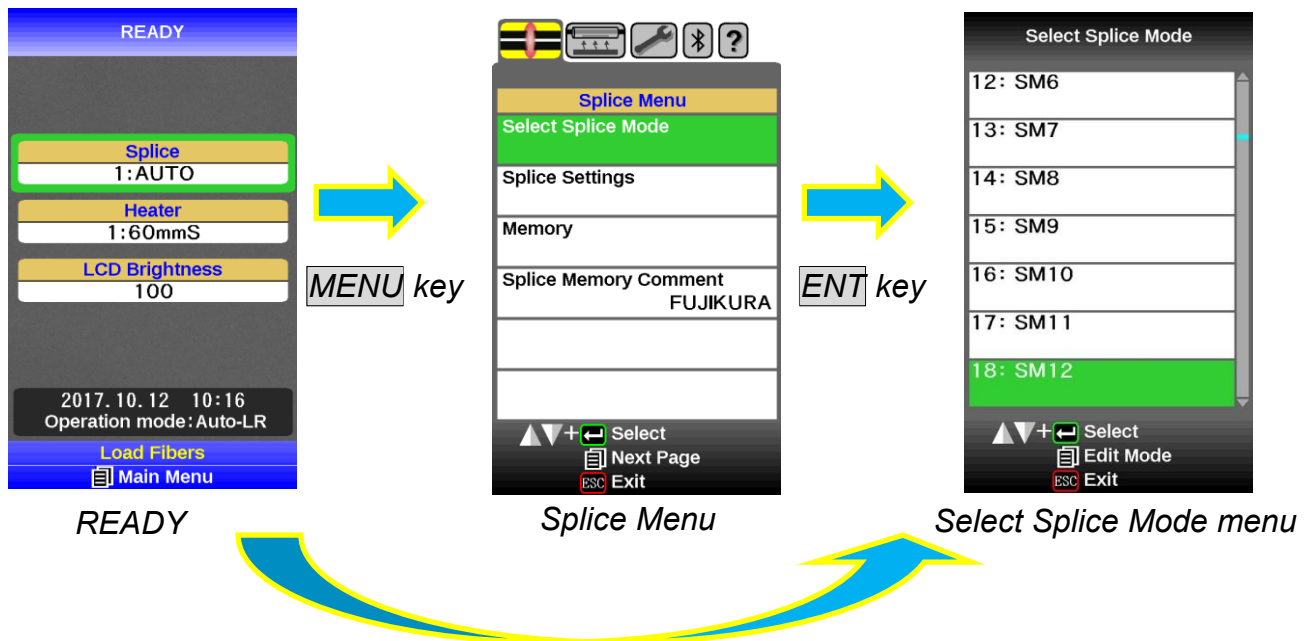 READY
Splice
1:AUTO
Heater
1:60mmS
LCD Brightness
100
2017.10.12 10:16
Operation mode:Auto-LR
Load Fibers
Main Menu
READY
MENU key
?
Splice Menu
Select Splice Mode
Splice Settings
Memory
Splice Memory Comment
FUJIKURA
+ Select
Next Page
ESC Exit
Splice Menu
ENT key
Select Splice Mode
12: SM6
13: SM7
14: SM8
15: SM9
16: SM10
17: SM11
18: SM12
+ Select
Edit Mode
ESC Exit
Select Splice Mode menu